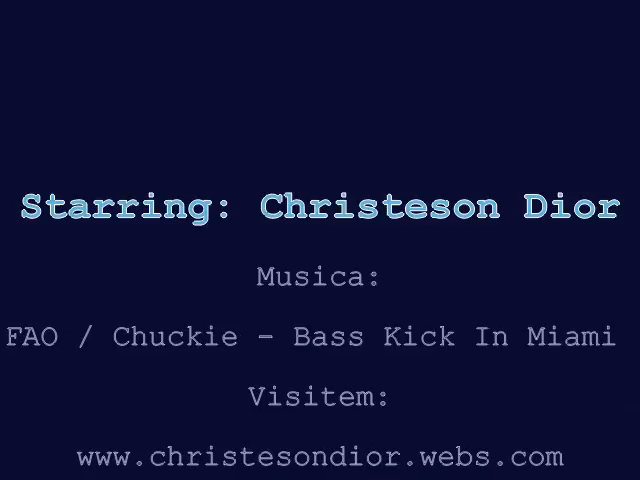 Starring: Christeson Dior
Musica:
FAO / Chuckie - Bass Kick In Miami
Visitem:
www.christesondior.webs.com